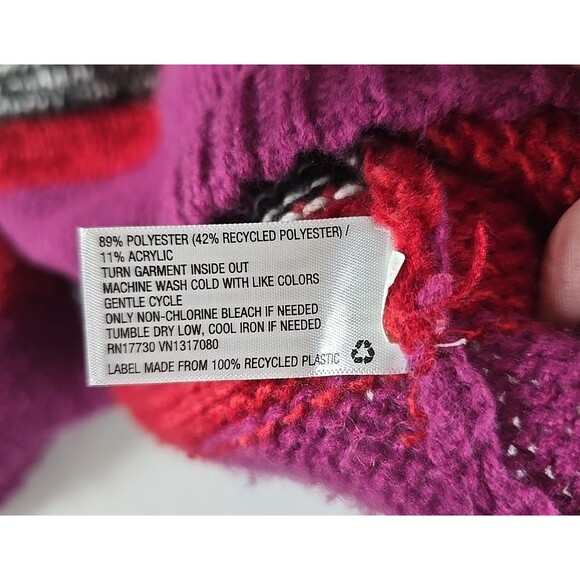 89% POLYESTER (42% RECYCLED POLYESTER) /
11% ACRYLIC
TURN GARMENT INSIDE OUT
MACHINE WASH COLD WITH LIKE COLORS
GENTLE CYCLE
ONLY NON-CHLORINE BLEACH IF NEEDED
TUMBLE DRY LOW, COOL IRON IF NEEDED
RN17730 VN1317080
LABEL MADE FROM 100% RECYCLED PLASTIC